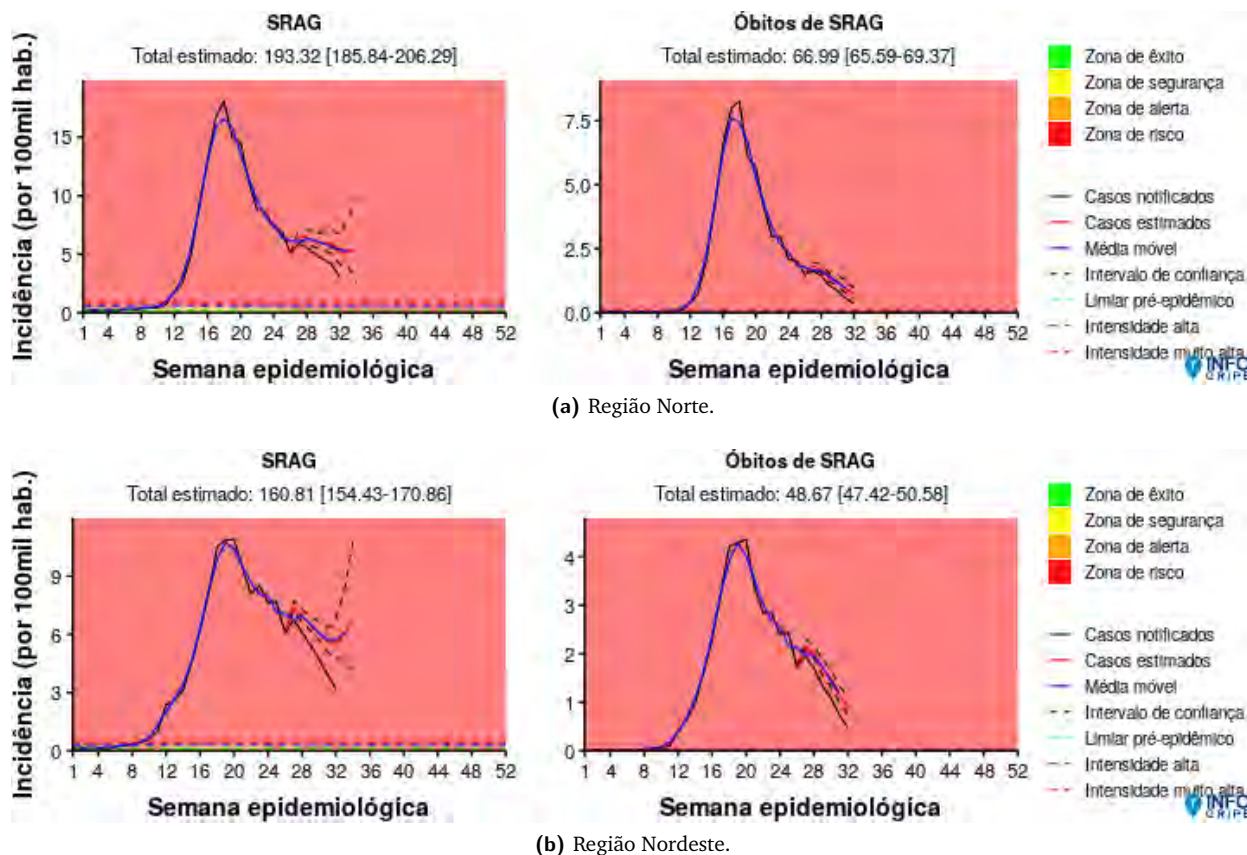 SRAG
Total estimado: 193.32 [185.84-206.29]
Óbitos de SRAG
Total estimado: 66.99 [65.59-69.37]
Incidência (por 100mil hab.)
15
10
5
0
1 4 8 12 16 20 24 28 32 36 40 44 48 52
Semana epidemiológica
7.5
5.0
2.5
0.0
1 4 8 12 16 20 24 28 32 36 40 44 48 52
Semana epidemiológica
Zona de êxito
Zona de segurança
Zona de alerta
Zona de risco
Casos notificados
Casos estimados
Média móvel
Intervalo de confiança
Limiar pré-epidêmico
Intensidade alta
Intensidade muito alta
INFO
GRIPE
(a) Região Norte.
SRAG
Total estimado: 160.81 [154.43-170.86]
Óbitos de SRAG
Total estimado: 48.67 [47.42-50.58]
Incidência (por 100mil hab.)
9
6
3
0
1 4 8 12 16 20 24 28 32 36 40 44 48 52
Semana epidemiológica
4
3
2
1
0
1 4 8 12 16 20 24 28 32 36 40 44 48 52
Semana epidemiológica
Zona de êxito
Zona de segurança
Zona de alerta
Zona de risco
Casos notificados
Casos estimados
Média móvel
Intervalo de confiança
Limiar pré-epidêmico
Intensidade alta
Intensidade muito alta
INFO
GRIPE
(b) Região Nordeste.